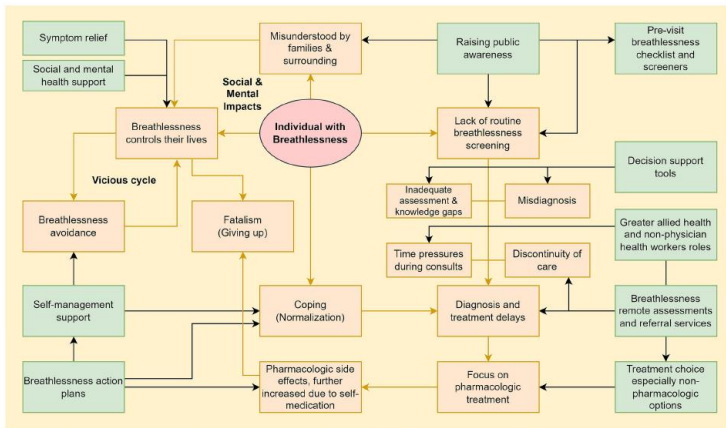 Symptom relief
Social and mental
health support
Misunderstood by
families &
surrounding
Raising public
awareness
Pre-visit
breathlessness
checklist and
screeners
Social &
Mental
Impacts
Breathlessness
controls their lives
Individual with
Breathlessness
Lack of routine
breathlessness
screening
Vicious cycle
Decision support
tools
Inadequate
assessment &
knowledge gaps
Misdiagnosis
Breathlessness
avoidance
Fatalism
(Giving up)
Greater allied health
and non-physician
health workers roles
Time pressures
during consults
Discontinuity of
care
Self-management
support
Coping
(Normalization)
Diagnosis and
treatment delays
Breathlessness
remote assessments
and referral services
Breathlessness action
plans
Pharmacologic side
effects, further
increased due to self-
medication
Focus on
pharmacologic
treatment
Treatment choice
especially non-
pharmacologic
options